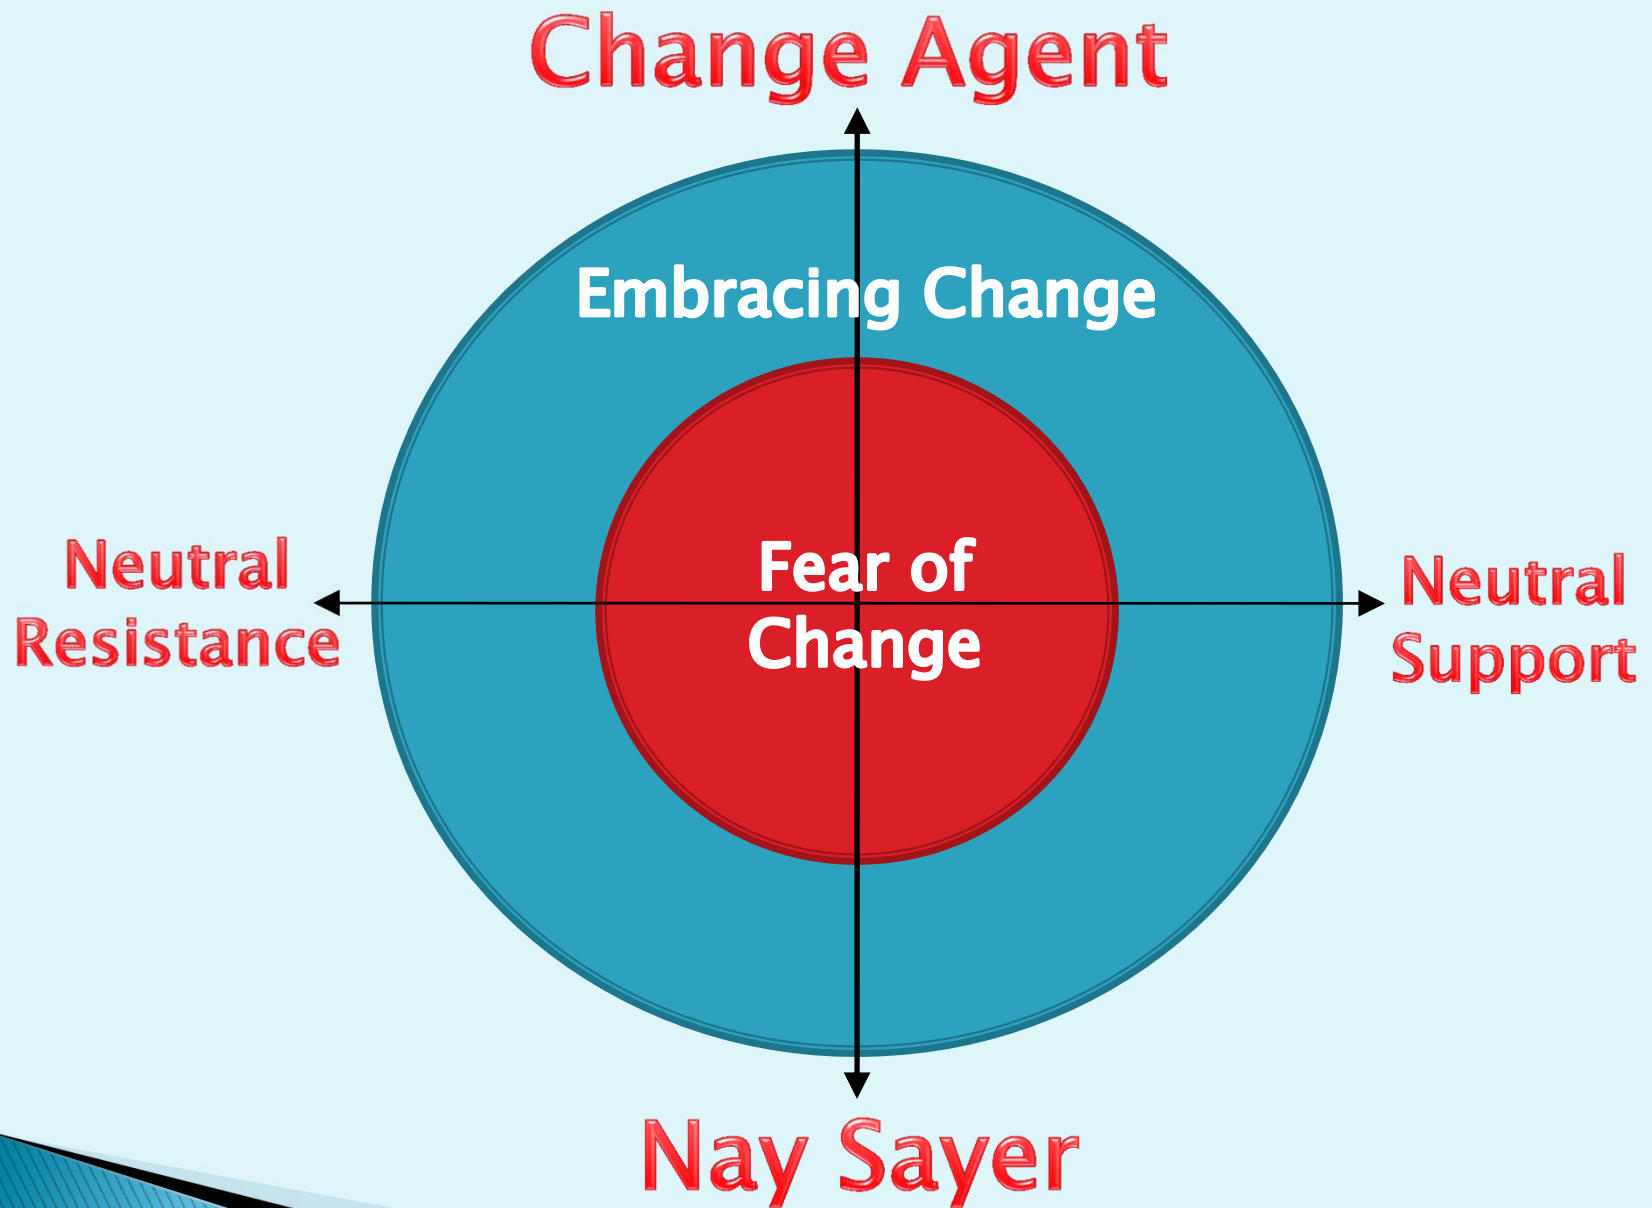 Change Agent
Embracing Change
Fear of
Change
Neutral
Resistance
Neutral
Support
Nay Sayer